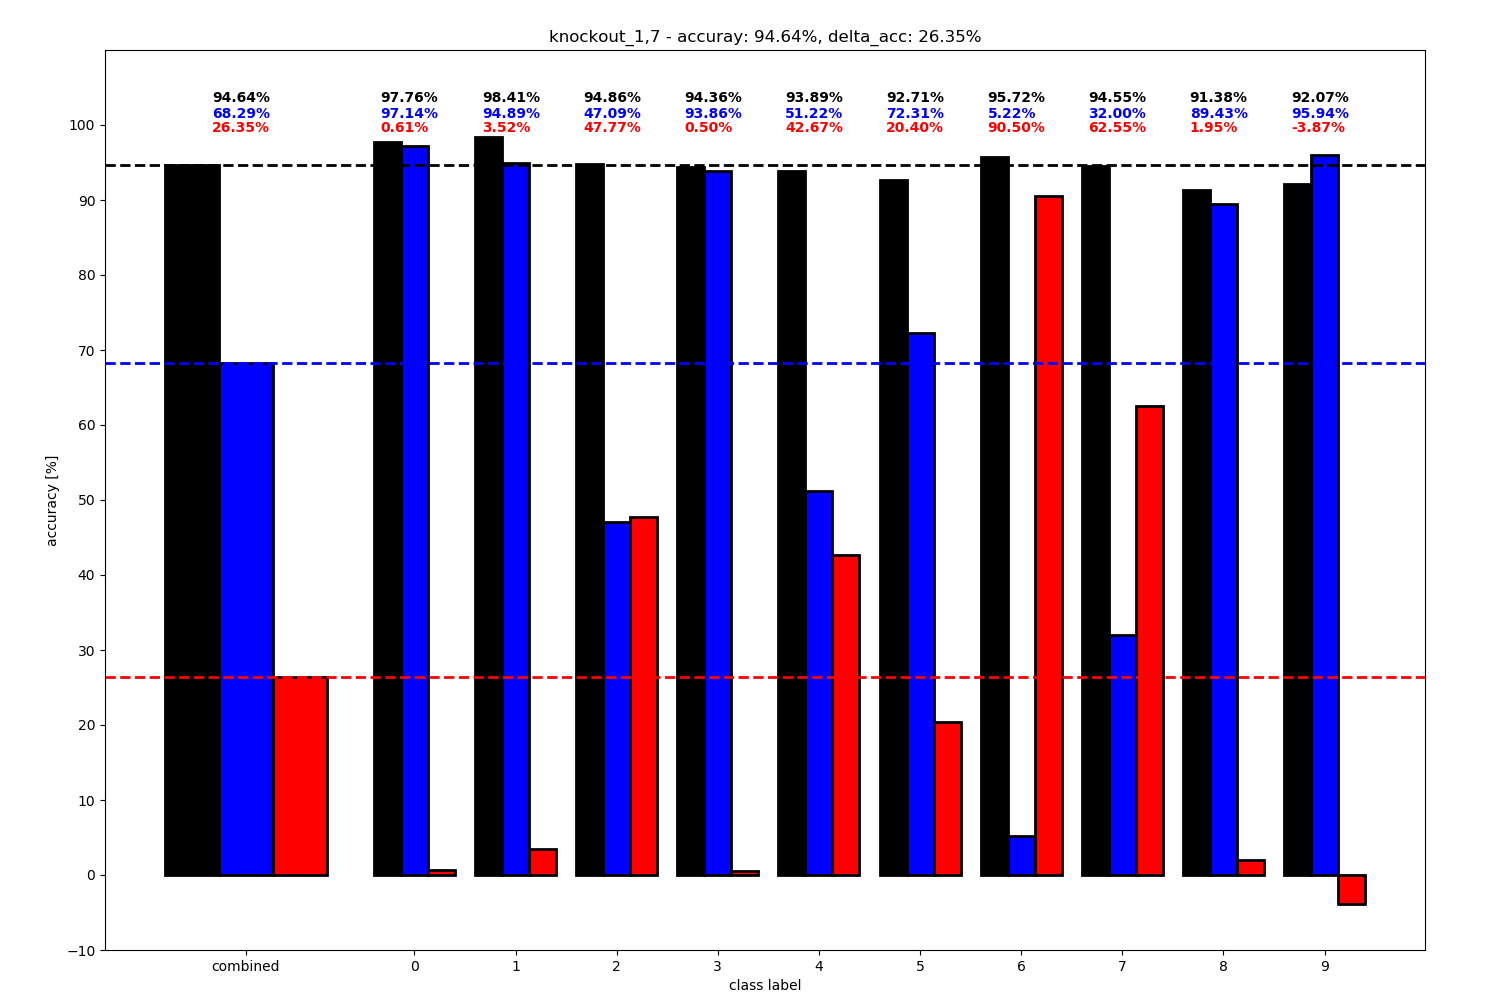 knockout_1,7 - accuray: 94.64%, delta_acc: 26.35%
94.64% 97.76% 98.41% 94.86% 94.36% 93.89% 92.71% 95.72% 94.55% 91.38% 92.07%
68.29% 97.14% 94.89% 47.09% 93.86% 51.22% 72.31% 5.22% 32.00% 89.43% 95.94%
26.35% 0.61% 3.52% 47.77% 0.50% 42.67% 20.40% 90.50% 62.55% 1.95% -3.87%
100
90
80
70
60
50
40
30
20
10
0
−10
accuracy [%]
combined 0 1 2 3 4 5 6 7 8 9
class label